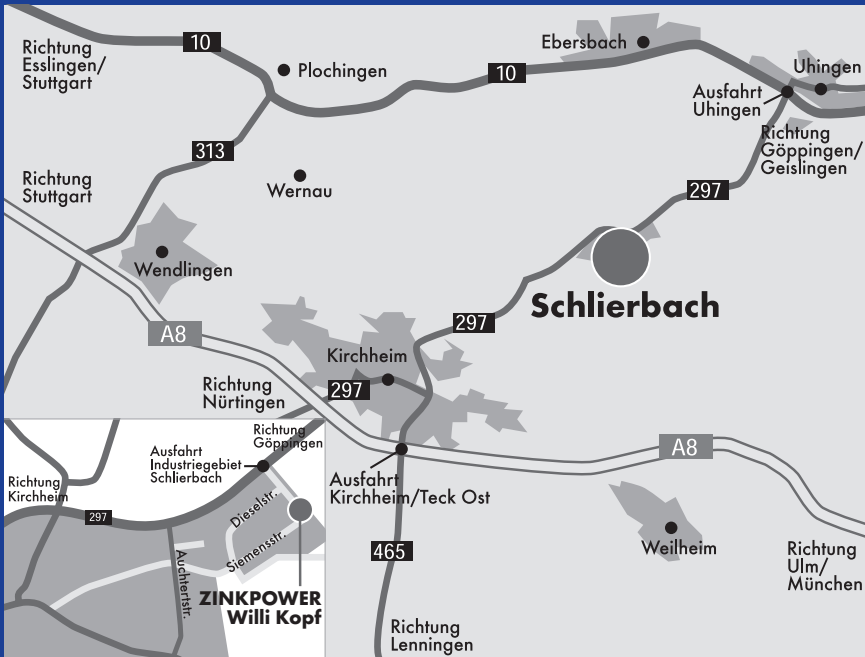 Richtung
Esslingen/
Stuttgart
10
Plochingen
10
Ebersbach
Uhingen
Ausfahrt
Uhingen
Richtung
Göppingen/
Geislingen
313
Wernau
297
Richtung
Stuttgart
Wendlingen
Schlierbach
A8
297
Kirchheim
297
Richtung
Nürtingen
A8
Ausfahrt
Kirchheim/Teck Ost
465
Weilheim
Richtung
Ulm/
München
Richtung
Lenningen
Richtung
Göppingen
Ausfahrt
Industriegebiet
Schlierbach
Richtung
Kirchheim
297
Dieselstr.
Siemensstr.
Auchtertstr.
ZINKPOWER
Willi Kopf